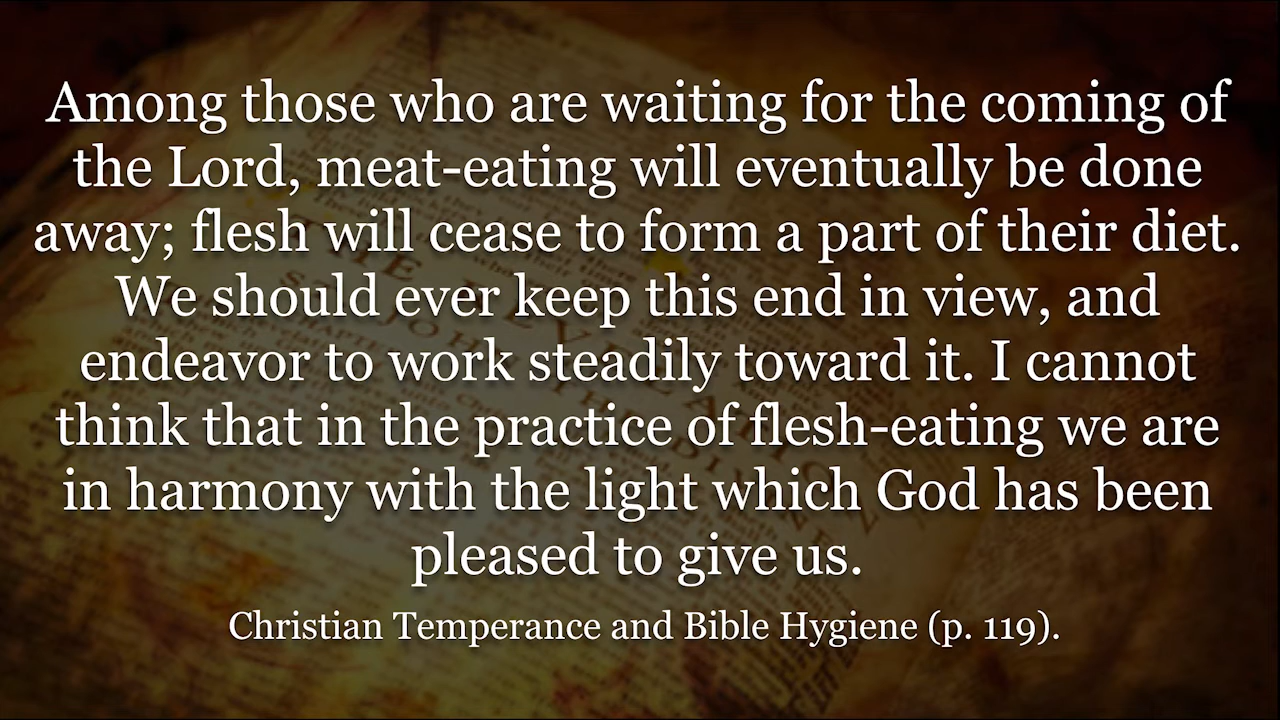 Among those who are waiting for the coming of
the Lord, meat-eating will eventually be done
away; flesh will cease to form a part of their diet.
We should ever keep this end in view, and
endeavor to work steadily toward it. I cannot
think that in the practice of flesh-eating we are
in harmony with the light which God has been
pleased to give us.
Christian Temperance and Bible Hygiene (p. 119).